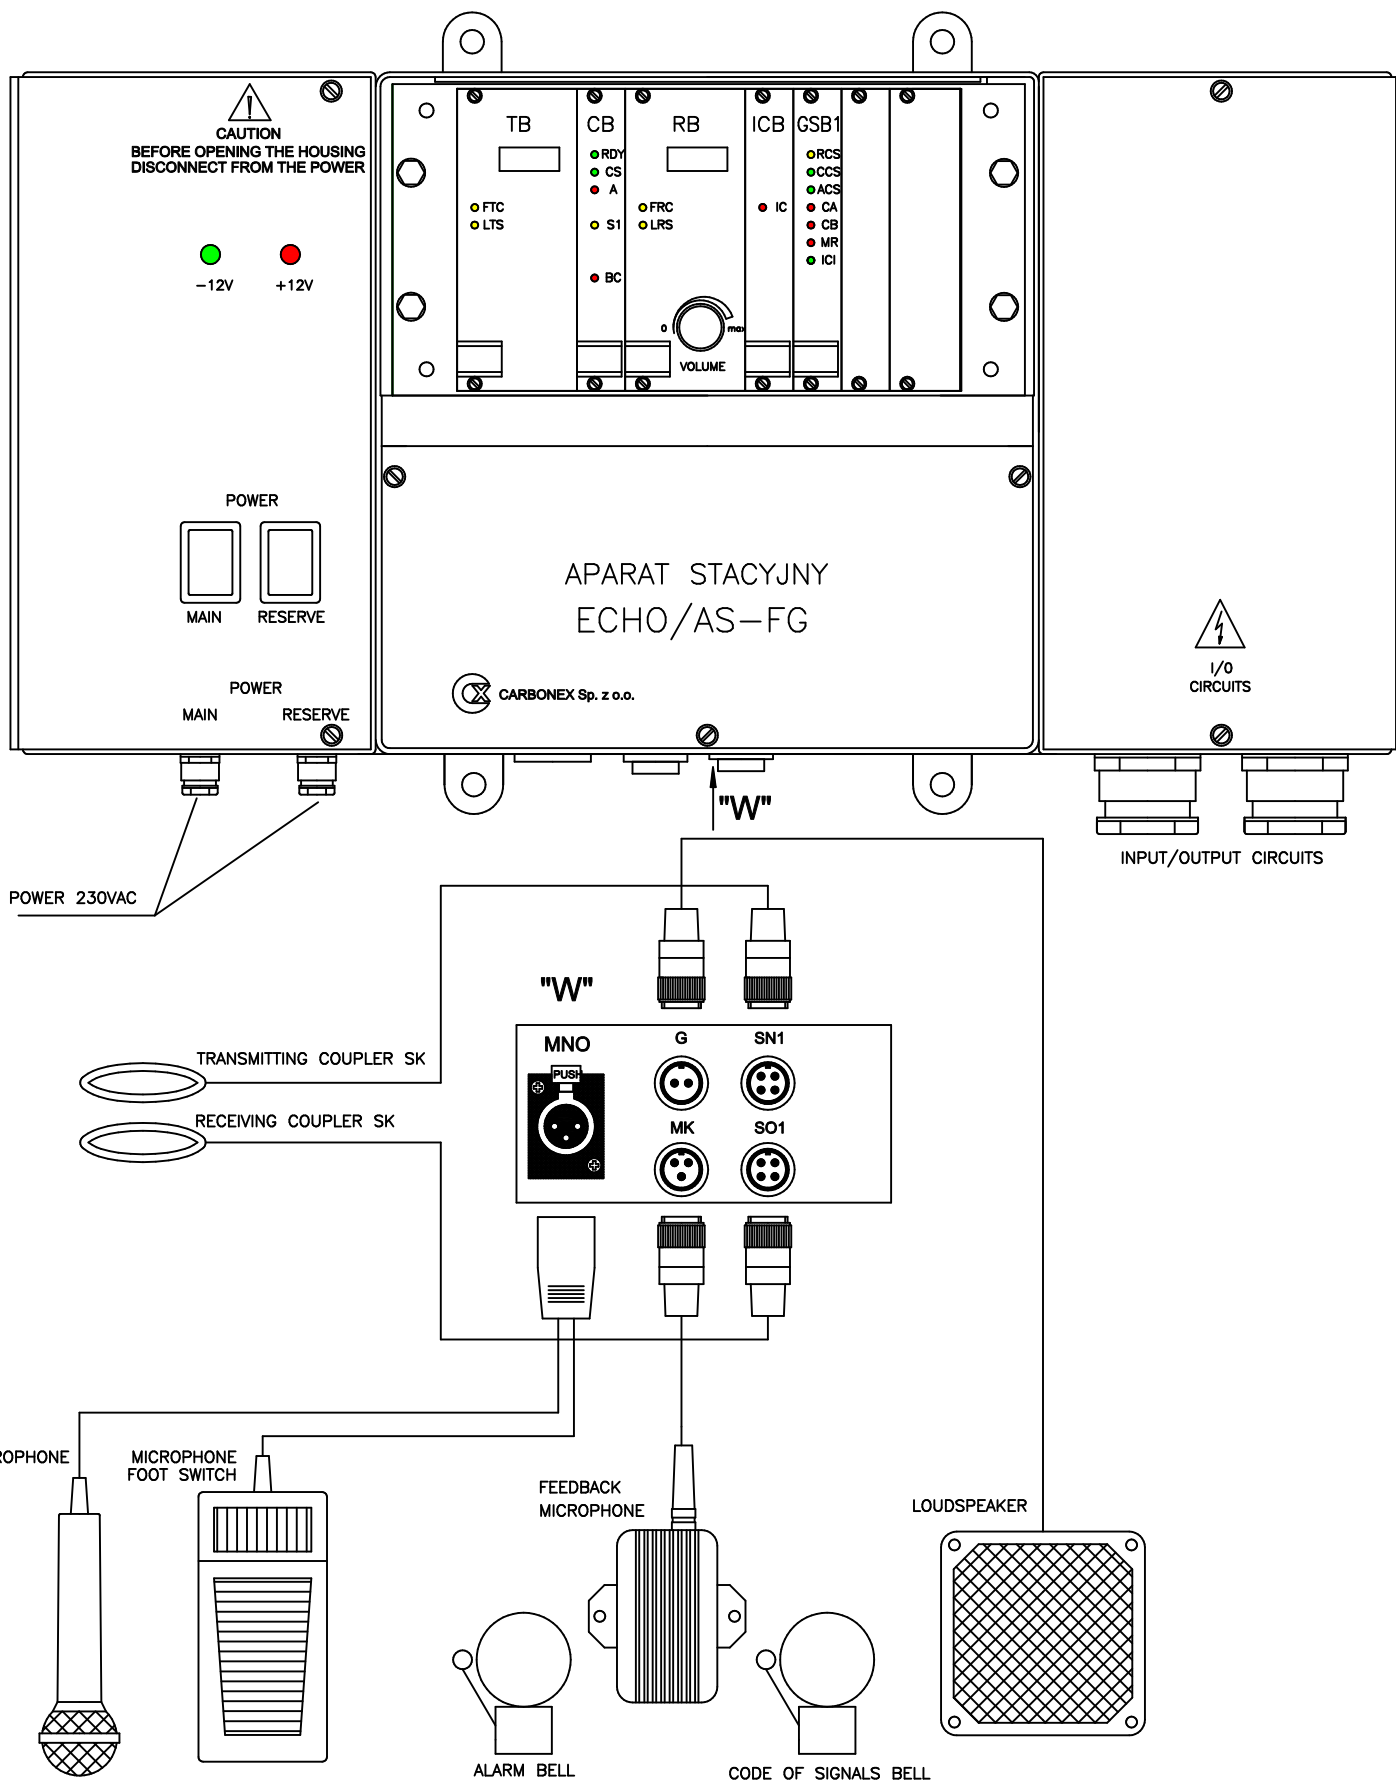 CAUTION
BEFORE OPENING THE HOUSING
DISCONNECT FROM THE POWER
-12V
+12V
TB
FTC
LTS
CB
RDY
CS
A
S1
BC
RB
FRC
LRS
0
max
VOLUME
ICB
IC
GSB1
RCS
CCS
ACS
CA
CB
MR
ICI
POWER
MAIN
RESERVE
POWER
MAIN
RESERVE
APARAT STACYJNY
ECHO/AS-FG
CX
CARBONEX Sp. z o.o.
I/O
CIRCUITS
"W"
INPUT/OUTPUT CIRCUITS
POWER 230VAC
"W"
MNO
PUSH
G
SN1
MK
SO1
TRANSMITTING COUPLER SK
RECEIVING COUPLER SK
ROPHONE
MICROPHONE
FOOT SWITCH
FEEDBACK
MICROPHONE
LOUDSPEAKER
ALARM BELL
CODE OF SIGNALS BELL